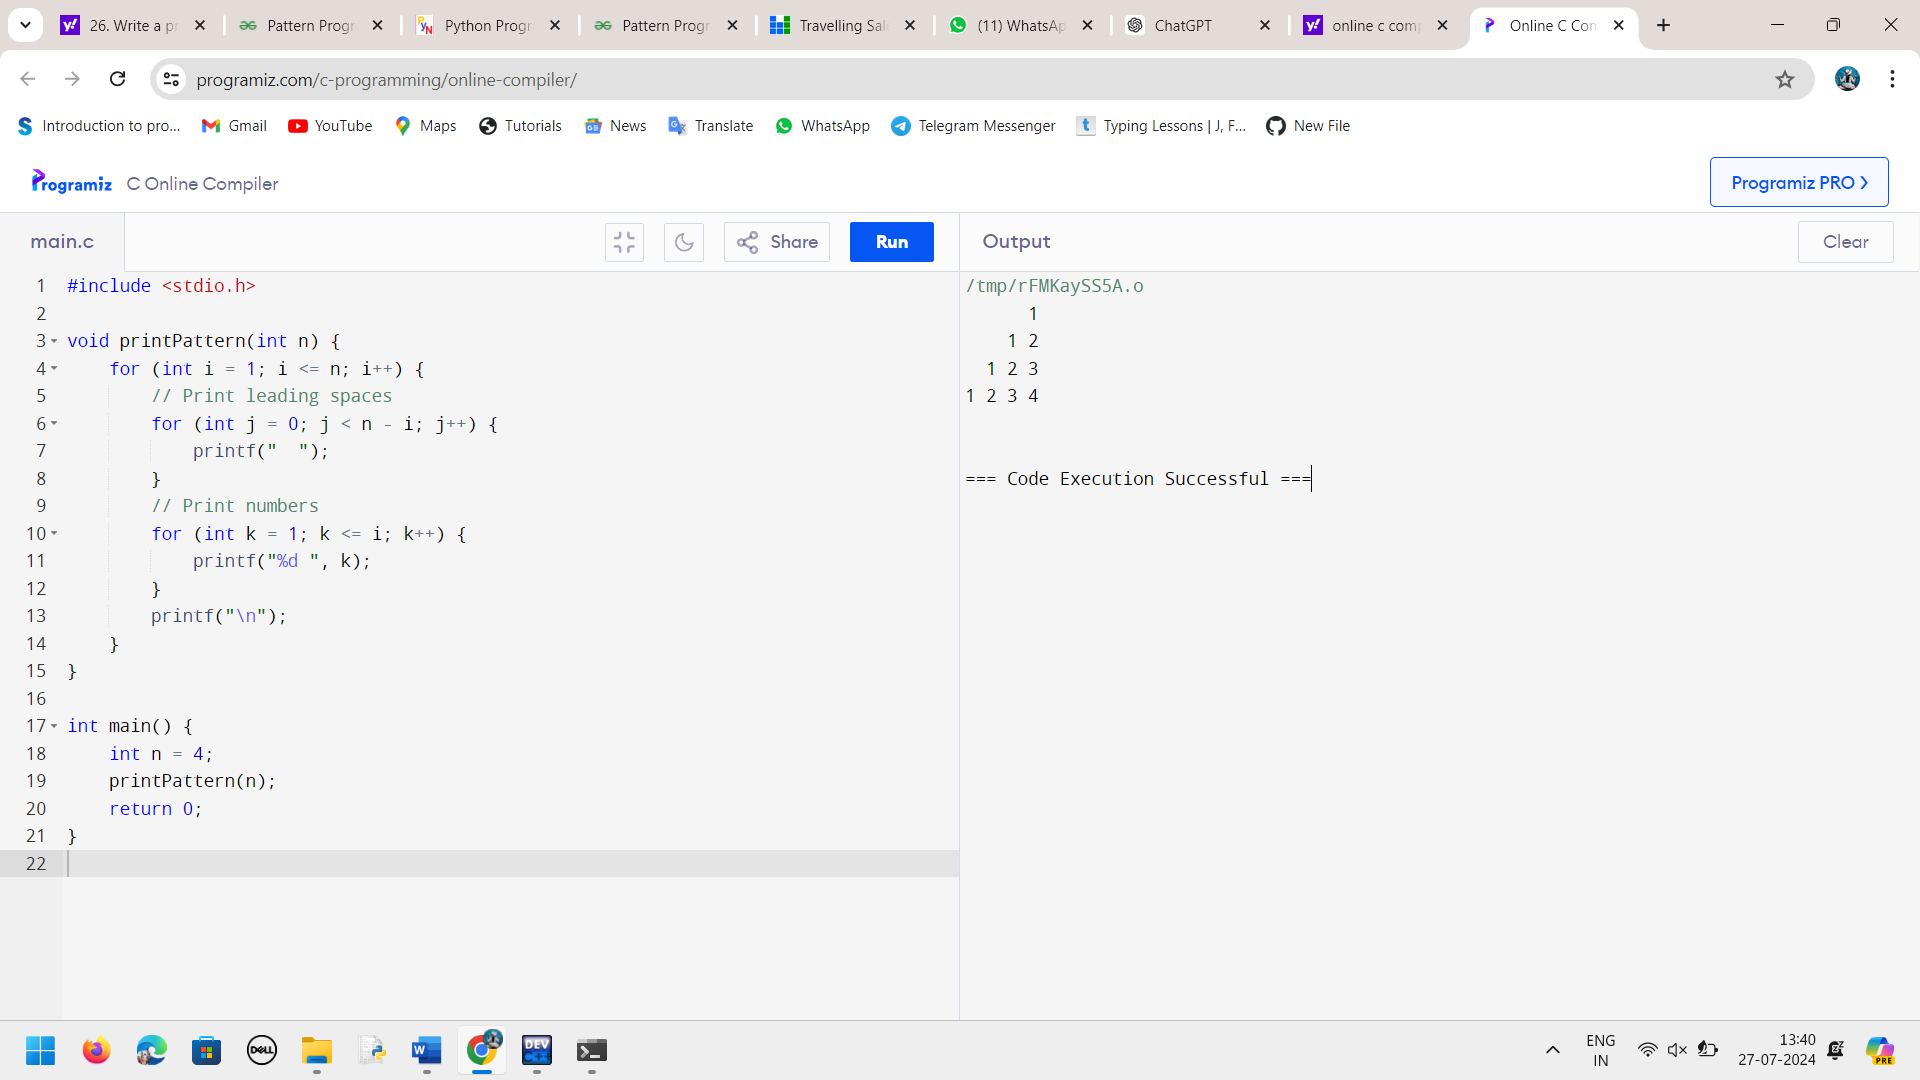 26. Write a pr
Pattern Progr
Python Progr
Pattern Progr
Travelling Sal
(11) WhatsAp
ChatGPT
online c comp
Online C Com
programiz.com/c-programming/online-compiler/
Introduction to pro...
Gmail
YouTube
Maps
Tutorials
News
Translate
WhatsApp
Telegram Messenger
Typing Lessons | J, F...
New File
Programiz C Online Compiler
Programiz PRO >
main.c
Share
Run
Output
Clear
1 #include <stdio.h>
2
3 void printPattern(int n) {
4     for (int i = 1; i <= n; i++) {
5         // Print leading spaces
6         for (int j = 0; j < n - i; j++) {
7             printf("  ");
8         }
9         // Print numbers
10         for (int k = 1; k <= i; k++) {
11             printf("%d ", k);
12         }
13         printf("\n");
14     }
15 }
16
17 int main() {
18     int n = 4;
19     printPattern(n);
20     return 0;
21 }
22
/tmp/rFMKaySS5A.o
      1
    1 2
  1 2 3
1 2 3 4
=== Code Execution Successful ===
DELL
W
DEV
C++
ENG
IN
13:40
27-07-2024
PRE